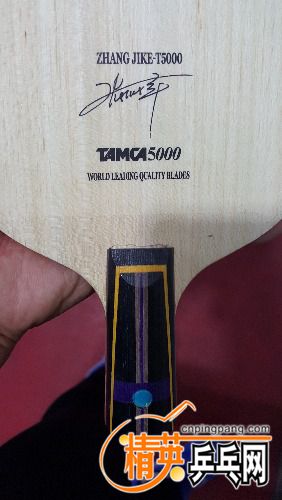 ZHANG JIKE-T5000
TAMCA5000
WORLD LEADING QUALITY BLADES
cnpingpang.com
精英乒乓网